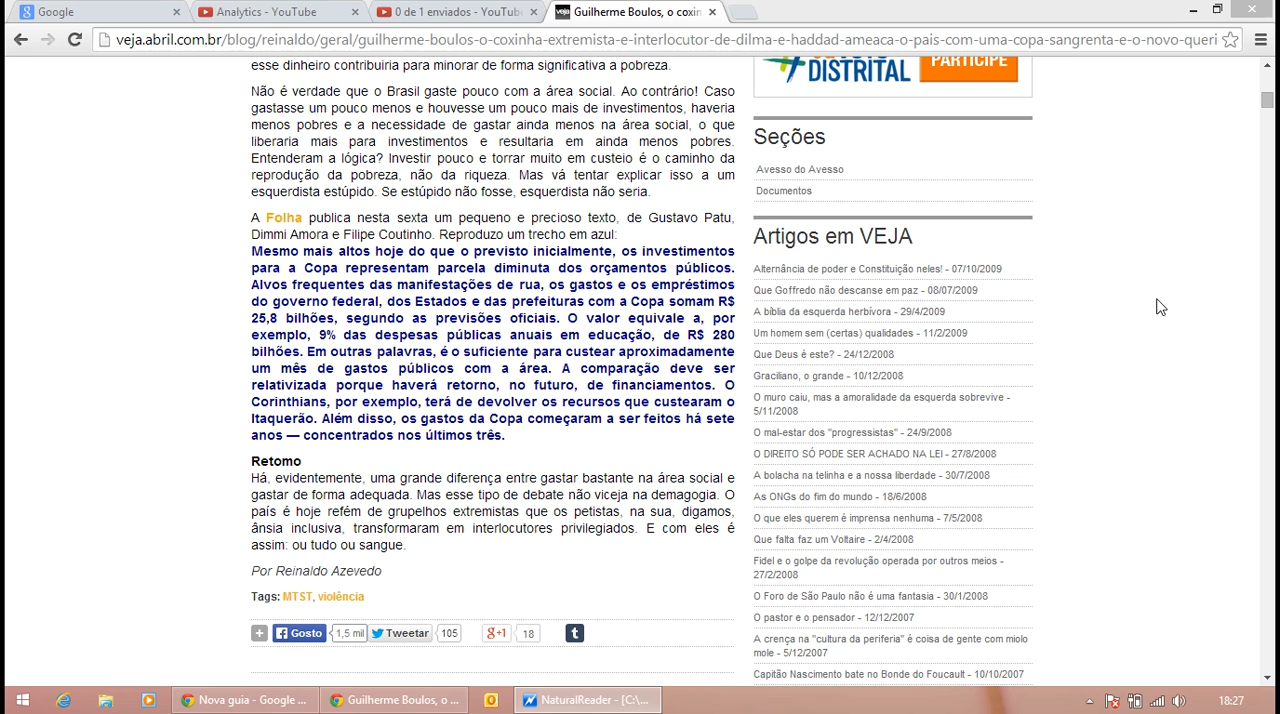 Google
Analytics - YouTube
0 de 1 enviados - YouTube
Guilherme Boulos, o coxin
veja.abril.com.br/blog/reinaldo/geral/guilherme-boulos-o-coxinha-extremista-e-interlocutor-de-dilma-e-haddad-ameaca-o-pais-com-uma-copa-sangrenta-e-o-novo-queri
esse dinheiro contribuiria para minorar de forma significativa a pobreza.
Não é verdade que o Brasil gaste pouco com a área social. Ao contrário! Caso
gastasse um pouco menos e houvesse um pouco mais de investimentos, haveria
menos pobres e a necessidade de gastar ainda menos na área social, o que
liberaria mais para investimentos e resultaria em ainda menos pobres.
Entenderam a lógica? Investir pouco e torrar muito em custeio é o caminho da
reprodução da pobreza, não da riqueza. Mas vá tentar explicar isso a um
esquerdista estúpido. Se estúpido não fosse, esquerdista não seria.
A Folha publica nesta sexta um pequeno e precioso texto, de Gustavo Patu,
Dimmi Amora e Filipe Coutinho. Reproduzo um trecho em azul:
Mesmo mais altos hoje do que o previsto inicialmente, os investimentos
para a Copa representam parcela diminuta dos orçamentos públicos.
Alvos frequentes das manifestações de rua, os gastos e os empréstimos
do governo federal, dos Estados e das prefeituras com a Copa somam R$
25,8 bilhões, segundo as previsões oficiais. O valor equivale a, por
exemplo, 9% das despesas públicas anuais em educação, de R$ 280
bilhões. Em outras palavras, é o suficiente para custear aproximadamente
um mês de gastos públicos com a área. A comparação deve ser
relativizada porque haverá retorno, no futuro, de financiamentos. O
Corinthians, por exemplo, terá de devolver os recursos que custearam o
Itaquerão. Além disso, os gastos da Copa começaram a ser feitos há sete
anos — concentrados nos últimos três.
Retomo
Há, evidentemente, uma grande diferença entre gastar bastante na área social e
gastar de forma adequada. Mas esse tipo de debate não viceja na demagogia. O
país é hoje refém de grupelhos extremistas que os petistas, na sua, digamos,
ânsia inclusiva, transformaram em interlocutores privilegiados. E com eles é
assim: ou tudo ou sangue.
Por Reinaldo Azevedo
Tags: MTST, violência
Gosto 1,5 mil Tweetar 105 g+1 18 t
DISTRITAL PARTICIPE
Seções
Avesso do Avesso
Documentos
Artigos em VEJA
Alternância de poder e Constituição neles! - 07/10/2009
Que Goffredo não descanse em paz - 08/07/2009
A bíblia da esquerda herbívora - 29/4/2009
Um homem sem (certas) qualidades - 11/2/2009
Que Deus é este? - 24/12/2008
Graciliano, o grande - 10/12/2008
O muro caiu, mas a amoralidade da esquerda sobrevive -
5/11/2008
O mal-estar dos "progressistas" - 24/9/2008
O DIREITO SÓ PODE SER ACHADO NA LEI - 27/8/2008
A bolacha na telinha e a nossa liberdade - 30/7/2008
As ONGs do fim do mundo - 18/6/2008
O que eles querem é imprensa nenhuma - 7/5/2008
Que falta faz um Voltaire - 2/4/2008
Fidel e o golpe da revolução operada por outros meios -
27/2/2008
O Foro de São Paulo não é uma fantasia - 30/1/2008
O pastor e o pensador - 12/12/2007
A crença na "cultura da periferia" é coisa de gente com miolo
mole - 5/12/2007
Capitão Nascimento bate no Bonde do Foucault - 10/10/2007
Nova guia - Google ...
Guilherme Boulos, o ...
NaturalReader - [C:\...
18:27